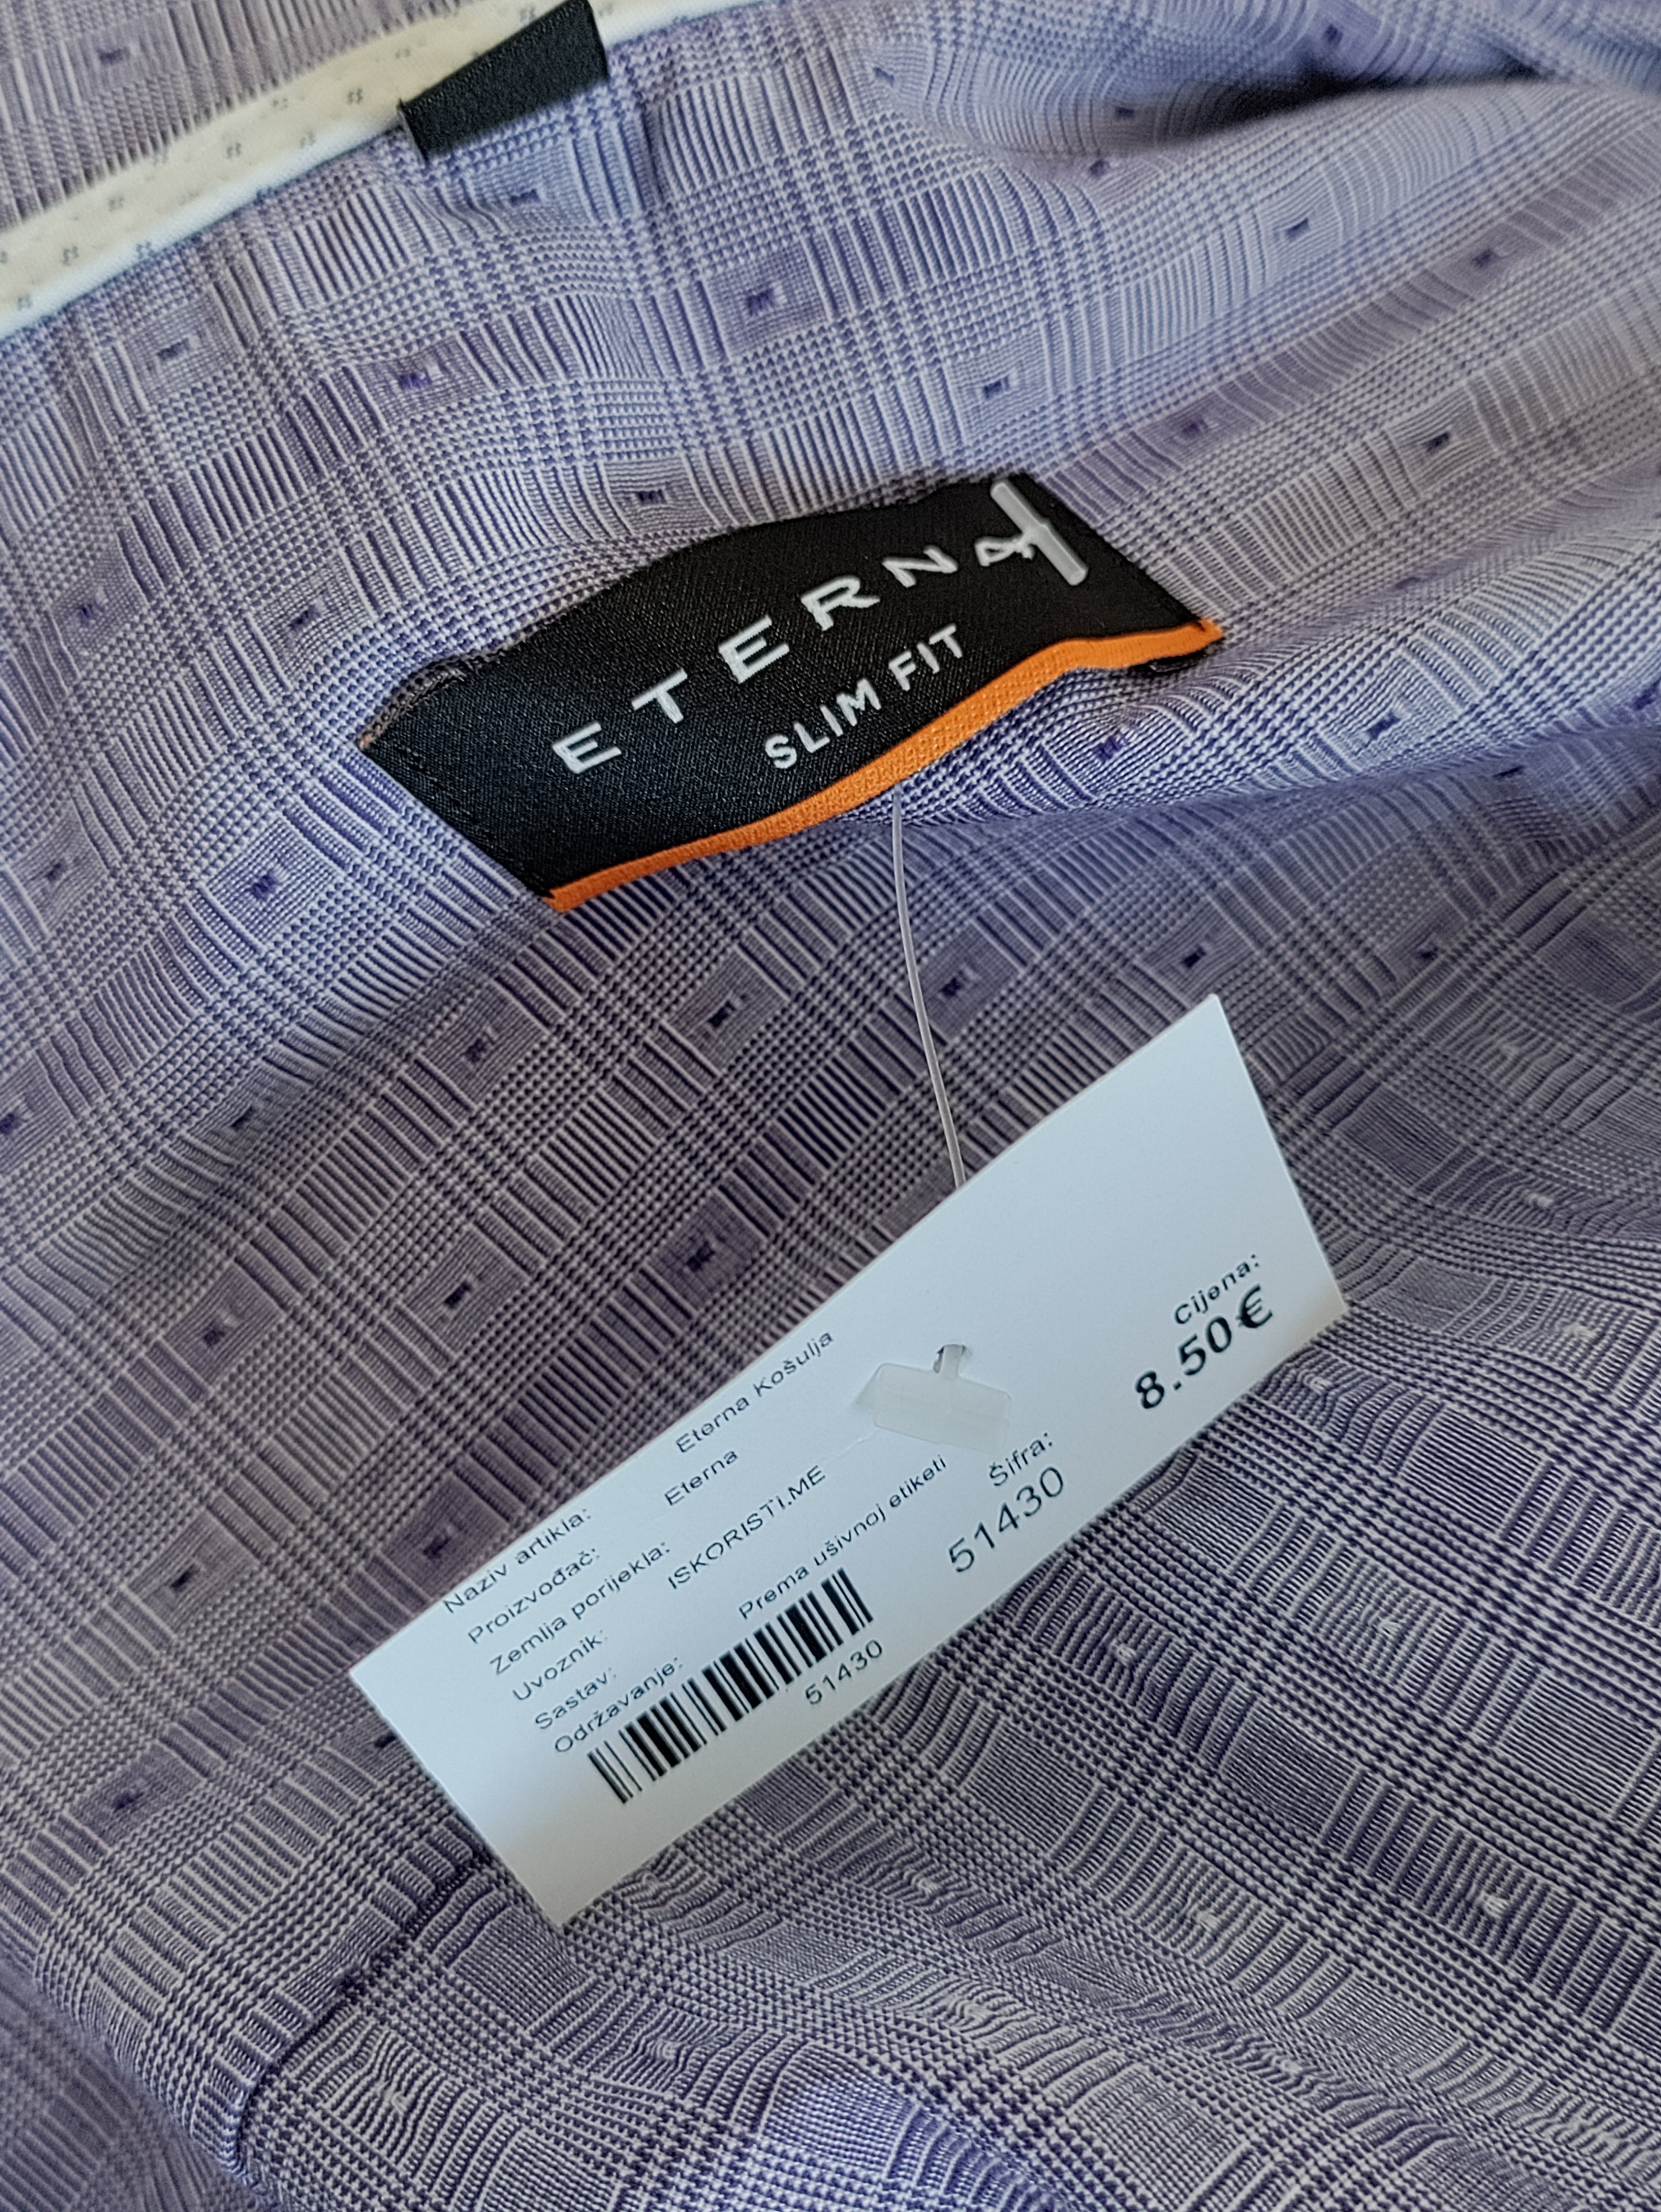 ETERNA
SLIM FIT
Naziv artikla: Eterna Košulja
Proizvođač: Eterna
Zemlja porijekla:
Uvoznik: ISKORISTI.ME
Sastav:
Održavanje: Prema ušivnoj etiketi
51430
Šifra:
51430
Cijena:
8.50€